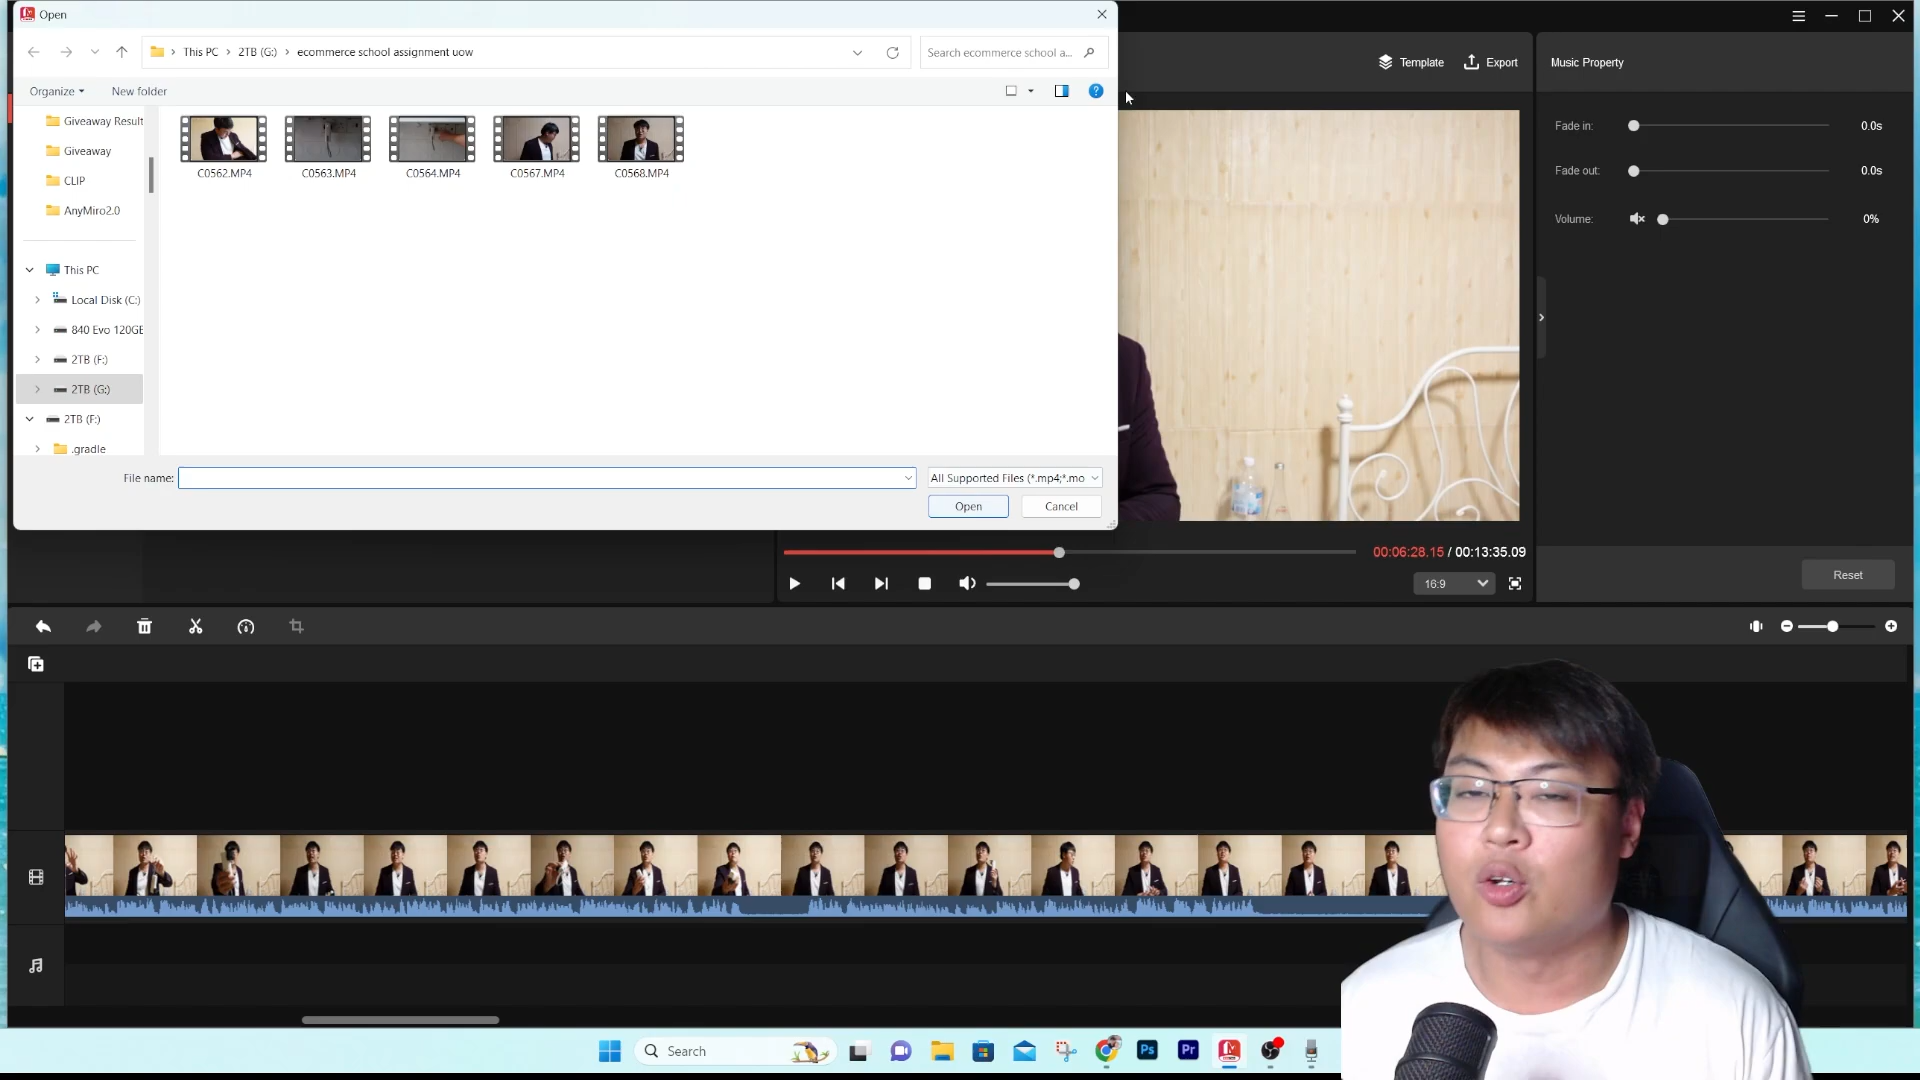 Open
This PC > 2TB (G:) > ecommerce school assignment uow
Search ecommerce school a...
Organize
New folder
Giveaway Result
Giveaway
CLIP
AnyMiro2.0
This PC
Local Disk (C:)
840 Evo 120GE
2TB (F:)
2TB (G:)
2TB (F:)
.gradle
C0562.MP4
C0563.MP4
C0564.MP4
C0567.MP4
C0568.MP4
File name:
All Supported Files (*.mp4;*.mo
Open
Cancel
Template
Export
Music Property
Fade in:
0.0s
Fade out:
0.0s
Volume:
0%
00:06:28.15 / 00:13:35.09
16:9
Reset
Search
Ps
Pr